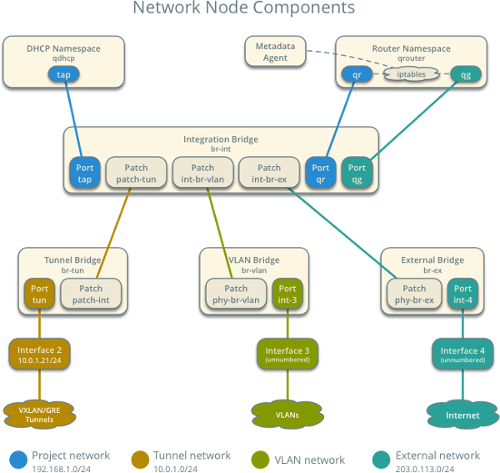 Network Node Components
DHCP Namespace
qdhcp
tap
Metadata
Agent
Router Namespace
qrouter
qr
iptables
qg
Integration Bridge
br-int
Port
tap
Patch
patch-tun
Patch
int-br-vlan
Patch
int-br-ex
Port
qr
Port
qg
Tunnel Bridge
br-tun
Port
tun
Patch
patch-int
VLAN Bridge
br-vlan
Patch
phy-br-vlan
Port
int-3
External Bridge
br-ex
Patch
phy-br-ex
Port
int-4
Interface 2
10.0.1.21/24
Interface 3
(unnumbered)
Interface 4
(unnumbered)
VXLAN/GRE
Tunnels
VLANs
Internet
Project network
192.168.1.0/24
Tunnel network
10.0.1.0/24
VLAN network
External network
203.0.113.0/24